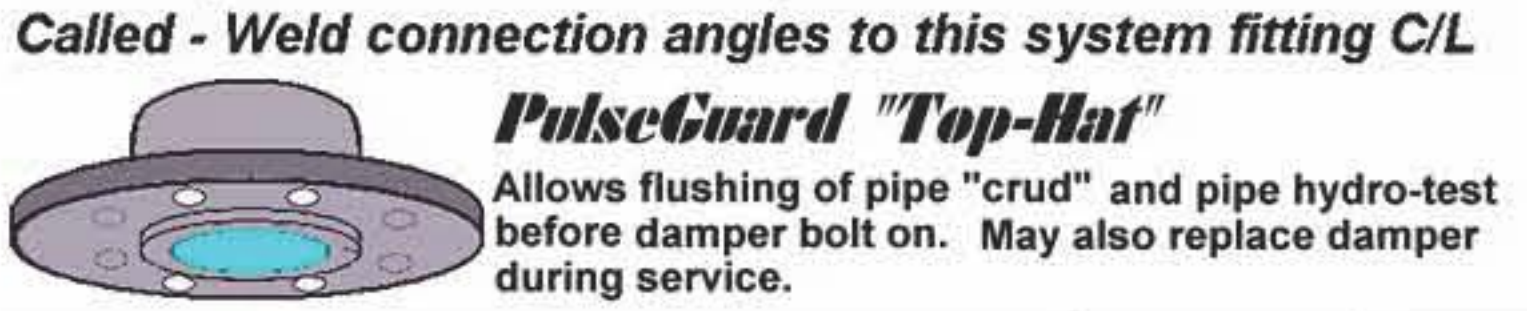 Called - Weld connection angles to this system fitting C/L
PulseGuard "Top-Hat"
Allows flushing of pipe "crud" and pipe hydro-test
before damper bolt on. May also replace damper
during service.